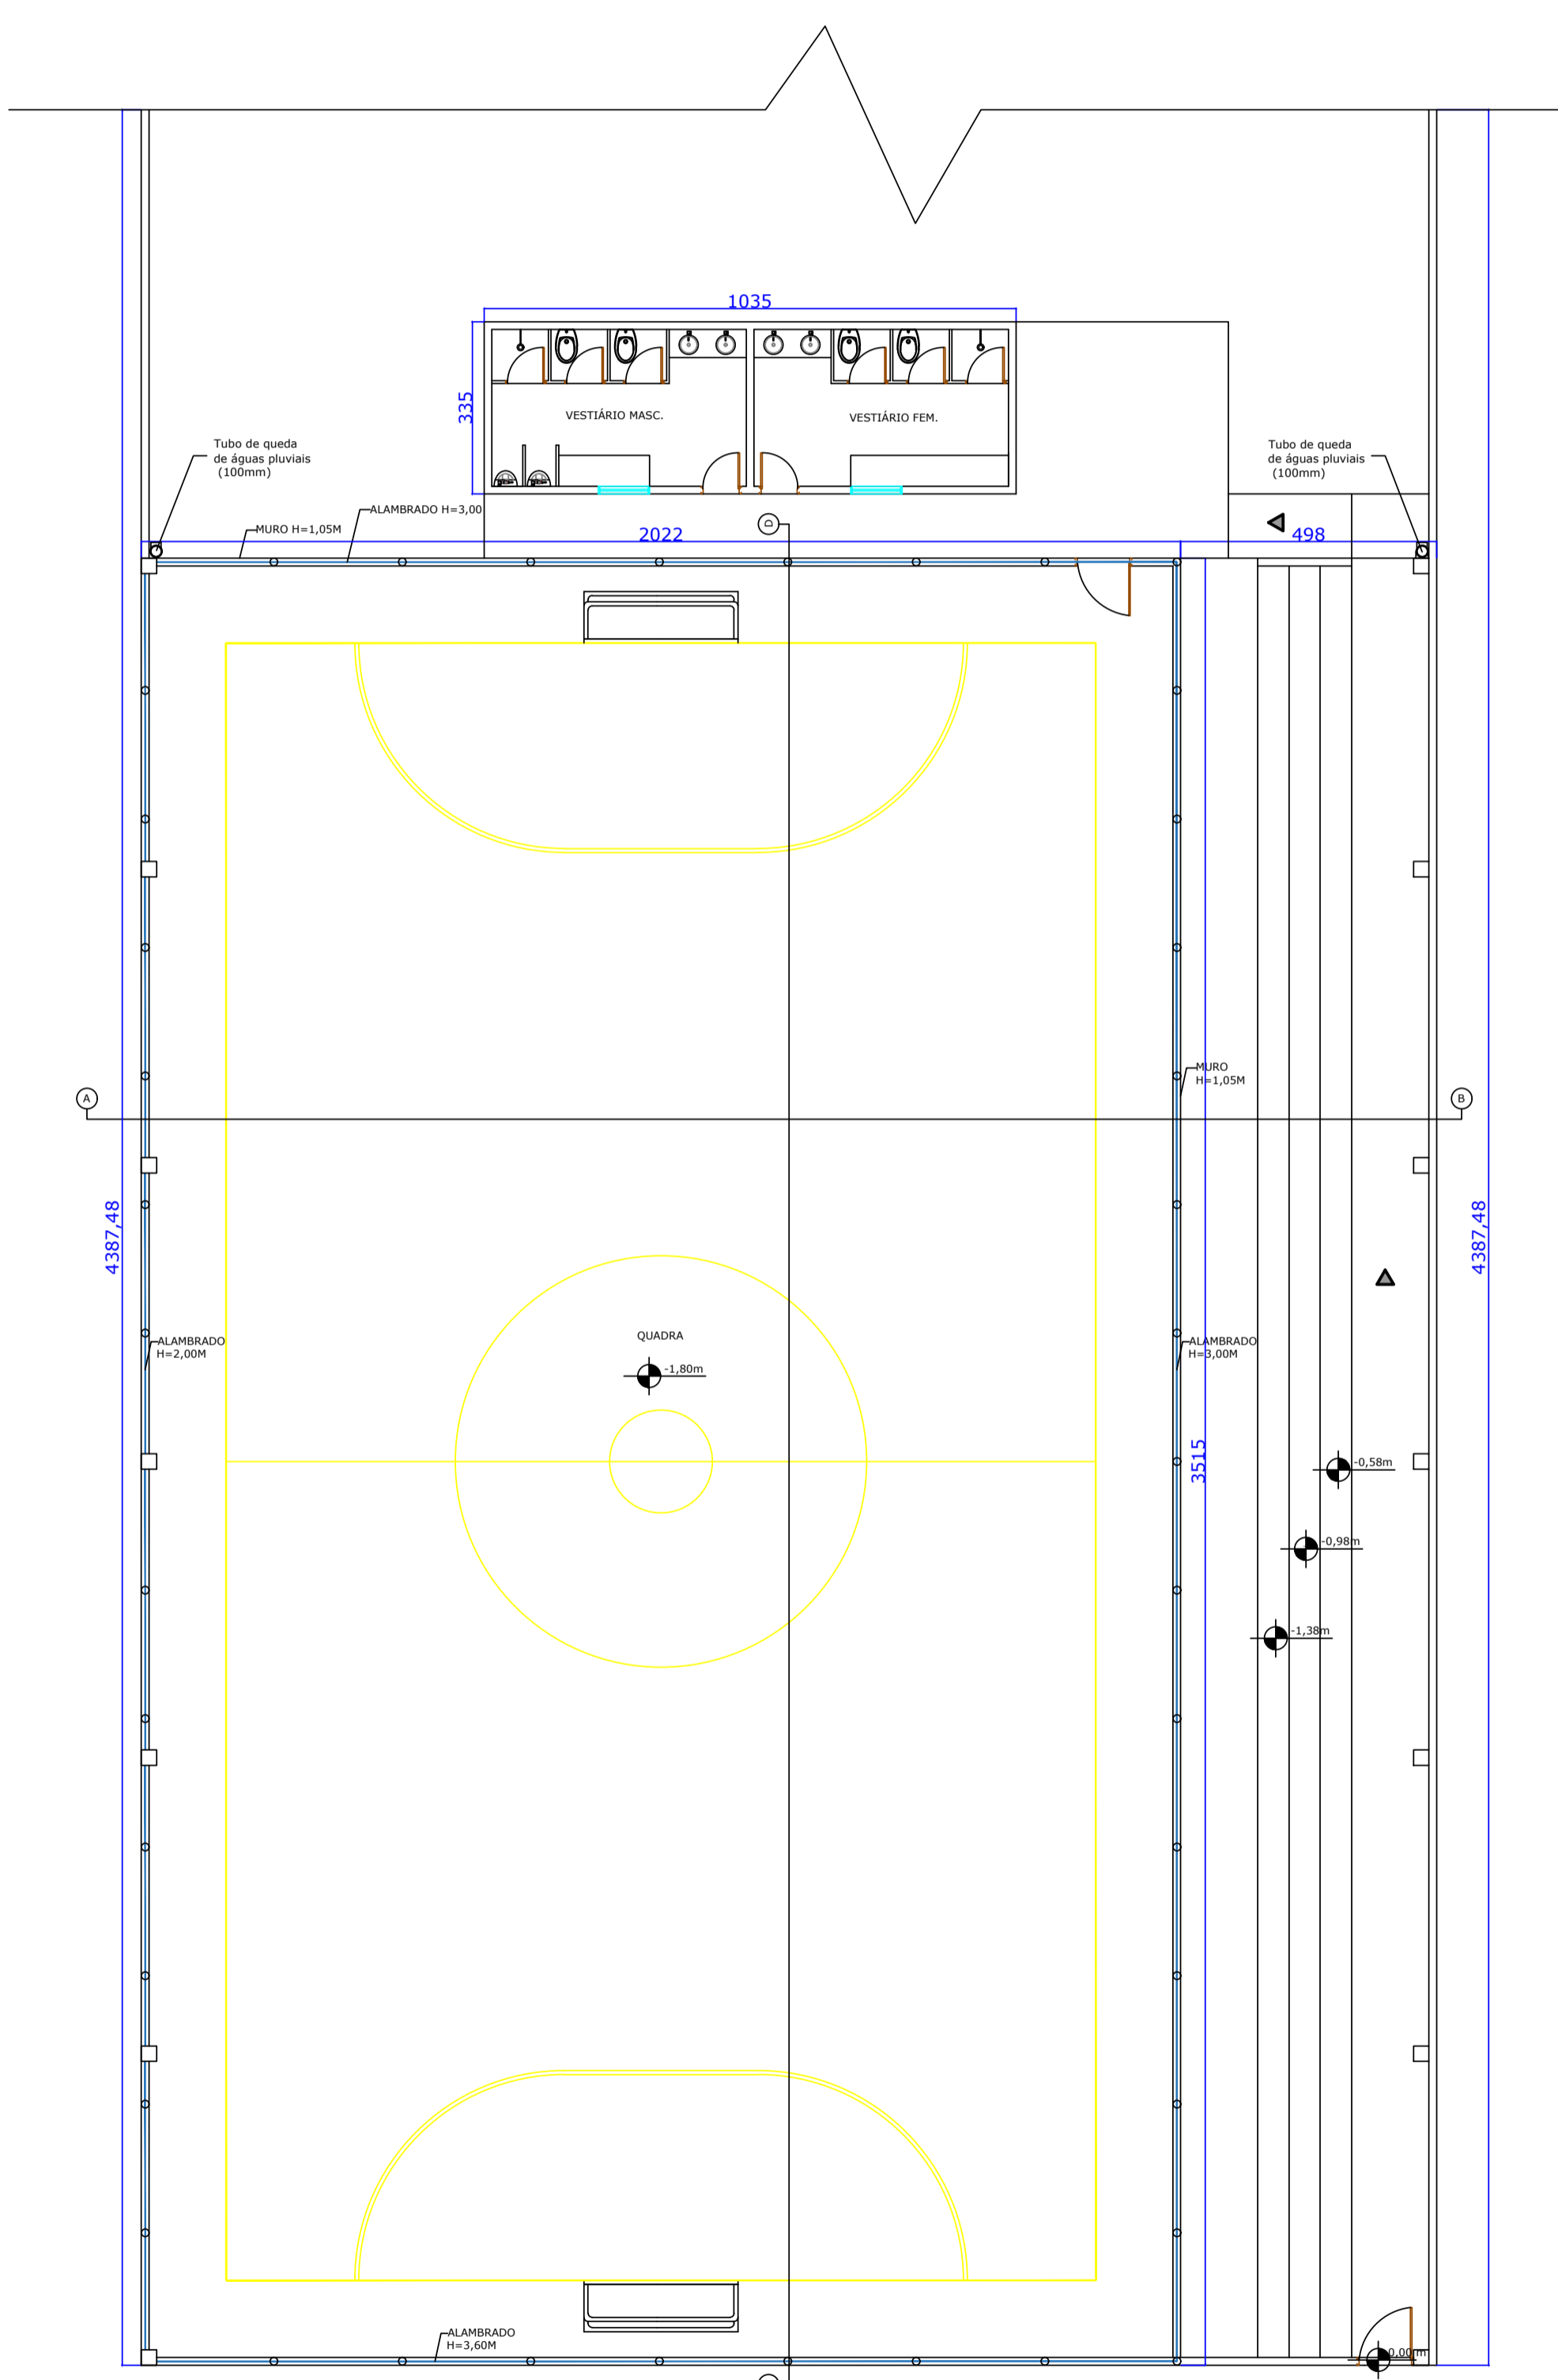 1035
335
VESTIÁRIO MASC.
VESTIÁRIO FEM.
Tubo de queda
de águas pluviais
(100mm)
Tubo de queda
de águas pluviais
(100mm)
ALAMBRADO H=3,00
MURO H=1,05M
D
2022
498
MURO
H=1,05M
A
B
4387,48
4387,48
ALAMBRADO
H=2,00M
QUADRA
-1,80m
ALAMBRADO
H=3,00M
3515
-0,58m
-0,98m
-1,38m
ALAMBRADO
H=3,60M
0,00m